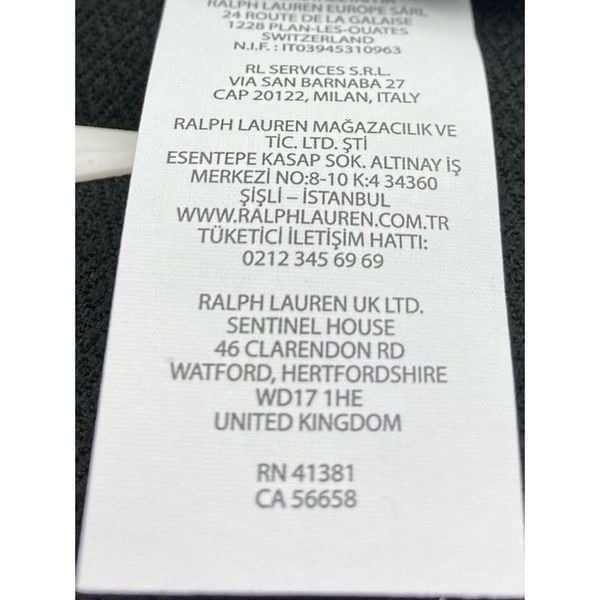 RALPH LAUREN EUROPE SARL
24 ROUTE DE LA GALAISE
1228 PLAN-LES-OUATES
SWITZERLAND
N.I.F. : IT03945310963
RL SERVICES S.R.L.
VIA SAN BARNABA 27
CAP 20122, MILAN, ITALY
RALPH LAUREN MAĞAZACILIK VE
TİC. LTD. ŞTİ
ESENTEPE KASAP SOK. ALTINAY İŞ
MERKEZİ NO:8-10 K:4 34360
ŞİŞLİ – İSTANBUL
WWW.RALPHLAUREN.COM.TR
TÜKETİCİ İLETİŞİM HATTI:
0212 345 69 69
RALPH LAUREN UK LTD.
SENTINEL HOUSE
46 CLARENDON RD
WATFORD, HERTFORDSHIRE
WD17 1HE
UNITED KINGDOM
RN 41381
CA 56658